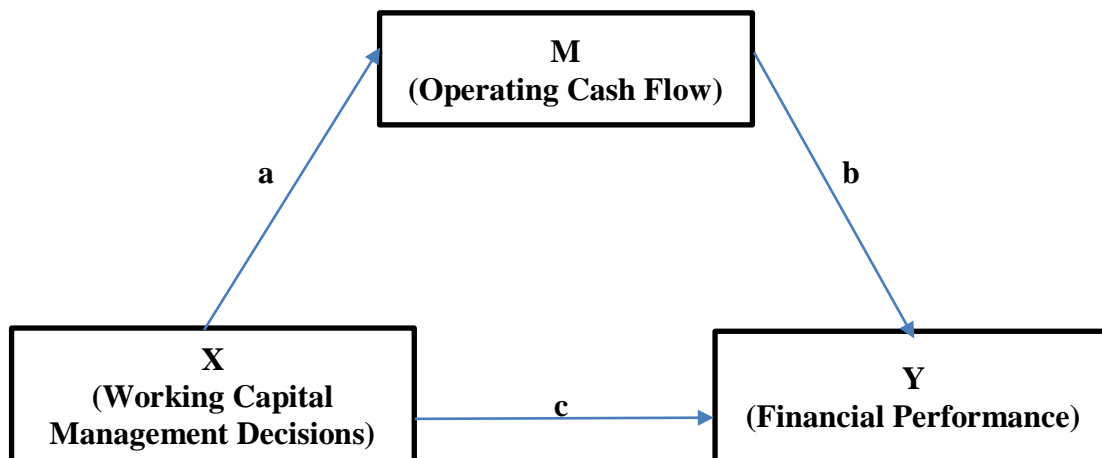 M
(Operating Cash Flow)
a
b
X
(Working Capital
Management Decisions)
c
Y
(Financial Performance)